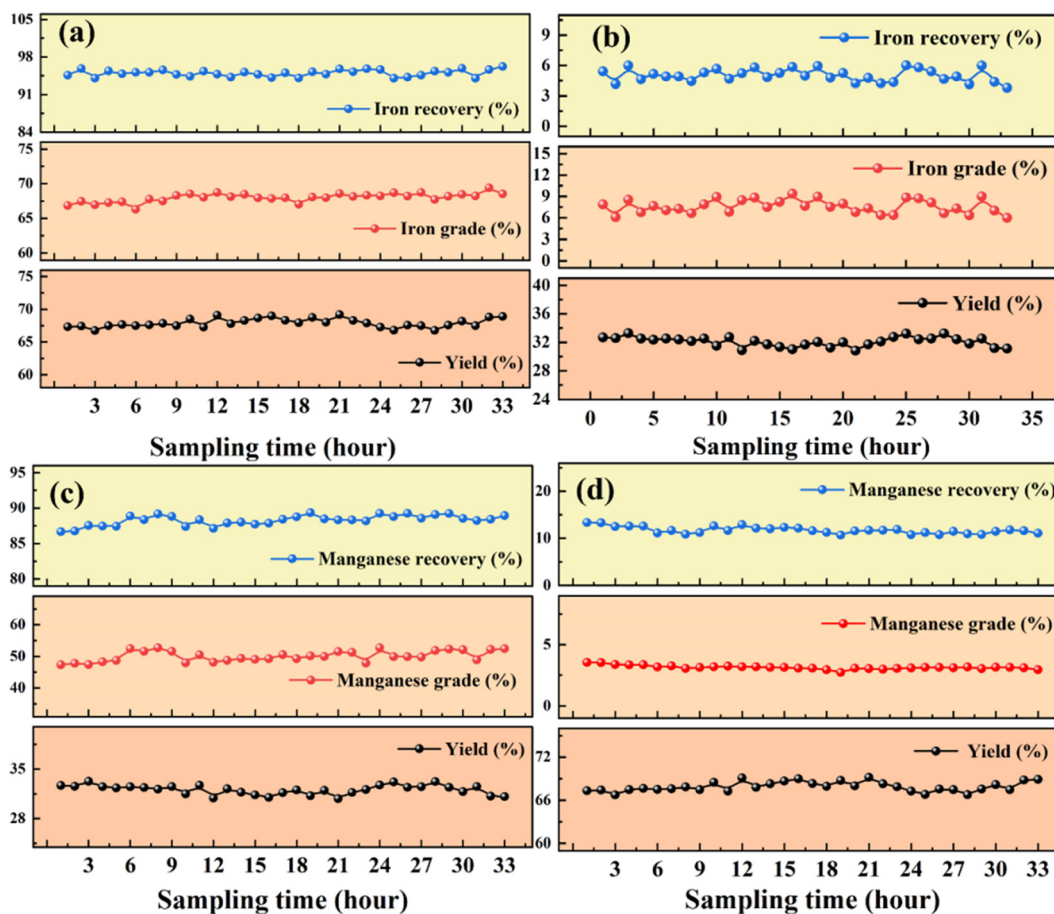 (a)
105
98
91
84
Iron recovery (%)
75
70
65
60
Iron grade (%)
75
70
65
60
Yield (%)
3 6 9 12 15 18 21 24 27 30 33
Sampling time (hour)
(b)
9
6
3
0
Iron recovery (%)
15
12
9
6
3
0
Iron grade (%)
40
36
32
28
24
Yield (%)
0 5 10 15 20 25 30 35
Sampling time (hour)
(c)
95
90
85
80
Manganese recovery (%)
60
50
40
Manganese grade (%)
35
28
Yield (%)
3 6 9 12 15 18 21 24 27 30 33
Sampling time (hour)
(d)
20
10
0
Manganese recovery (%)
5
0
Manganese grade (%)
72
66
60
Yield (%)
3 6 9 12 15 18 21 24 27 30 33
Sampling time (hour)